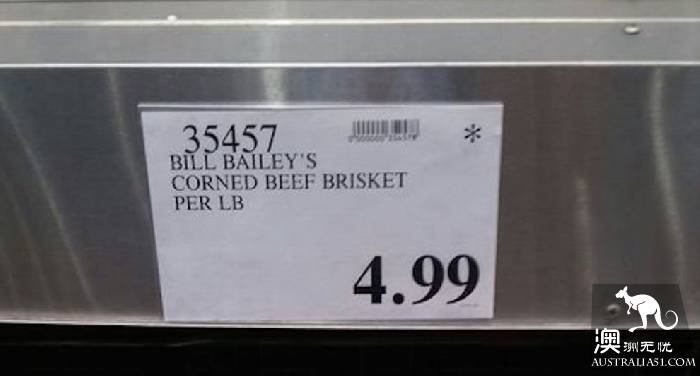 35457
*
BILL BAILEY'S
CORNED BEEF BRISKET
PER LB
4.99
澳洲无忧
AUSTRALIA51.COM